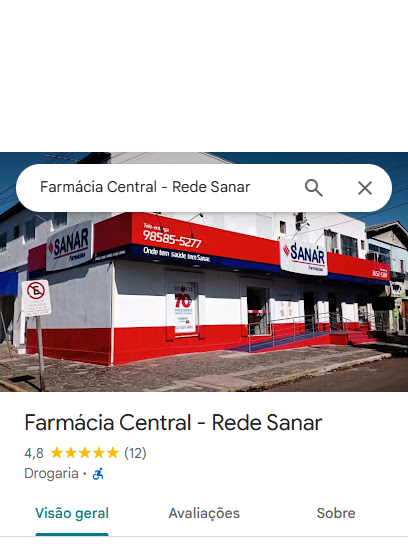 Farmácia Central - Rede Sanar
SANAR
Farmácias
Tele-entrega
98585-5277
Onde tem saúde, tem Sanar.
SANAR
Farmácias
70%
Farmácia Central - Rede Sanar
4,8 (12)
Drogaria ·
Visão geral
Avaliações
Sobre